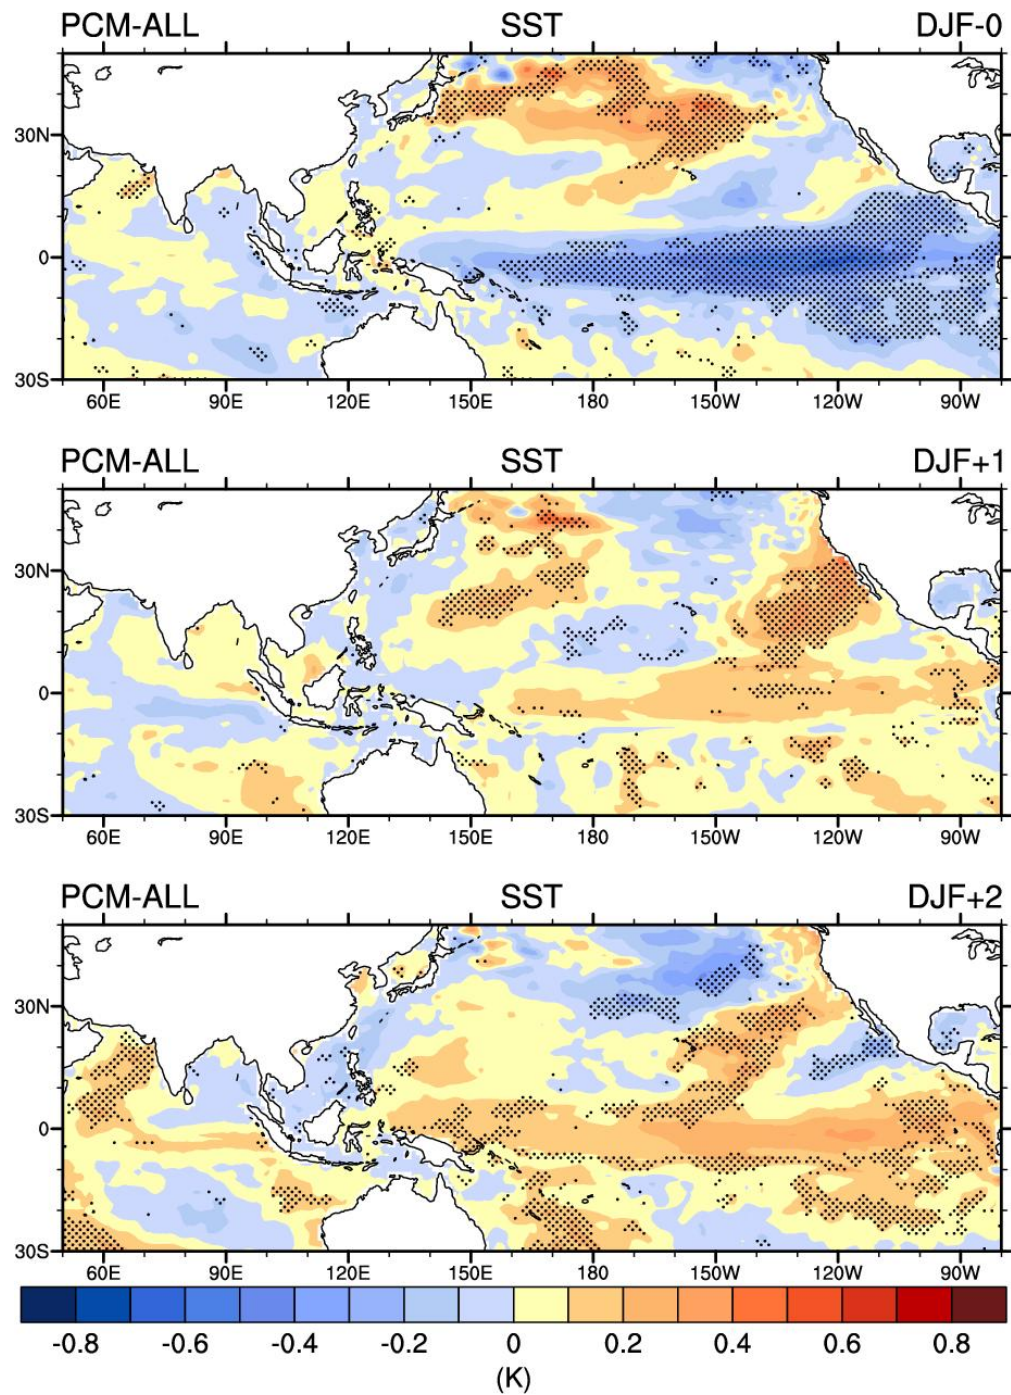 PCM-ALL SST DJF-0
30N
0
30S
60E 90E 120E 150E 180 150W 120W 90W
PCM-ALL SST DJF+1
30N
0
30S
60E 90E 120E 150E 180 150W 120W 90W
PCM-ALL SST DJF+2
30N
0
30S
60E 90E 120E 150E 180 150W 120W 90W
-0.8 -0.6 -0.4 -0.2 0 0.2 0.4 0.6 0.8
(K)